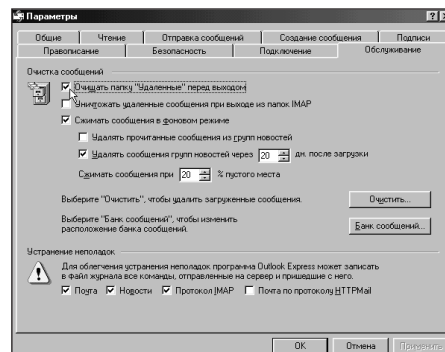 Параметры
Общие Чтение Отправка сообщений Создание сообщения Подписи
Правописание Безопасность Подключение Обслуживание
Очистка сообщений
Очищать папку "Удаленные" перед выходом
Уничтожать удаленные сообщения при выходе из папок IMAP
Сжимать сообщения в фоновом режиме
Удалять прочитанные сообщения из групп новостей
Удалять сообщения групп новостей через 20 дн. после загрузки
Сжимать сообщения при 20 % пустого места
Выберите "Очистить", чтобы удалить загруженные сообщения. Очистить...
Выберите "Банк сообщений", чтобы изменить
расположение банка сообщений. Банк сообщений...
Устранение неполадок
Для облегчения устранения неполадок программа Outlook Express может записать
в файл журнала все команды, отправленные на сервер и пришедшие с него.
Почта Новости Протокол IMAP Почта по протоколу HTTPMail
OK Отмена Применить